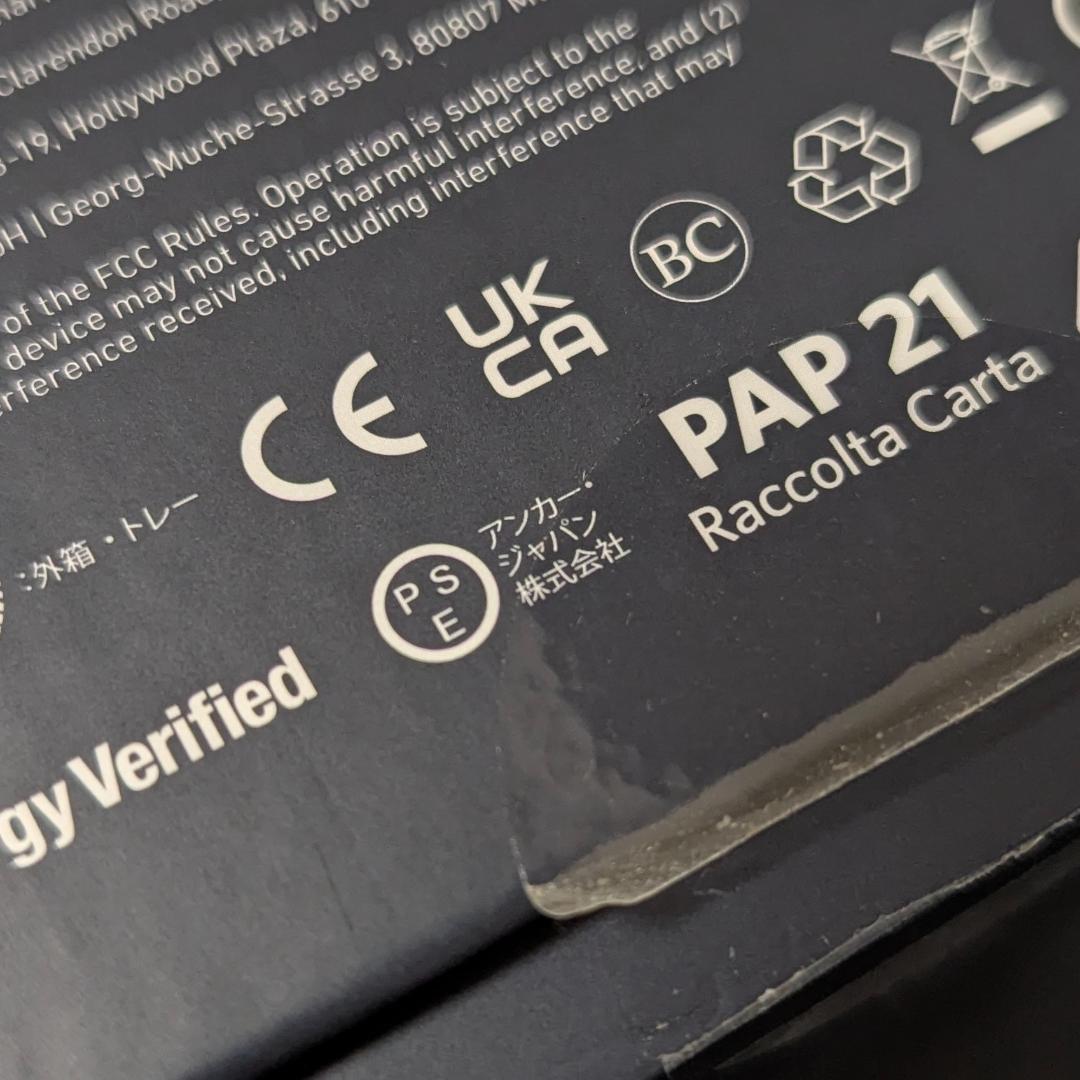 Clarendon Road
-19, Hollywood Plaza, 610
H | Georg-Muche-Strasse 3, 80807
of the FCC Rules. Operation is subject to the
device may not cause harmful interference, and (2)
ference received, including interference that may
CE
UK
CA
BC
PAP 21
Raccolta Carta
:外箱・トレー
PSE
アンカー・
ジャパン
株式会社
gy Verified